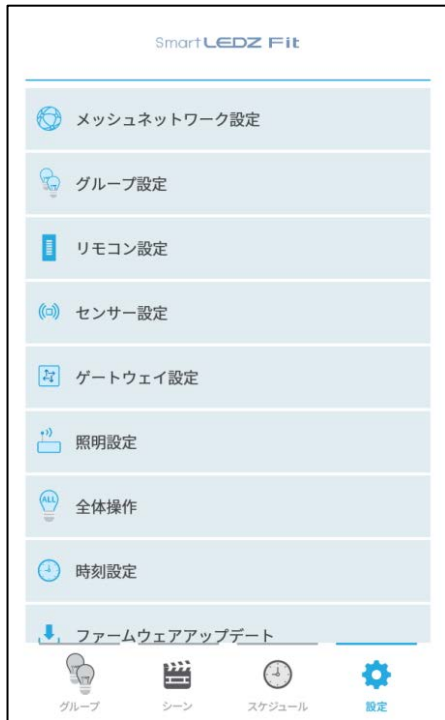 Smart LEDZ Fit
メッシュネットワーク設定
グループ設定
リモコン設定
センサー設定
ゲートウェイ設定
照明設定
ALL
全体操作
時刻設定
ファームウェアアップデート
グループ シーン スケジュール 設定